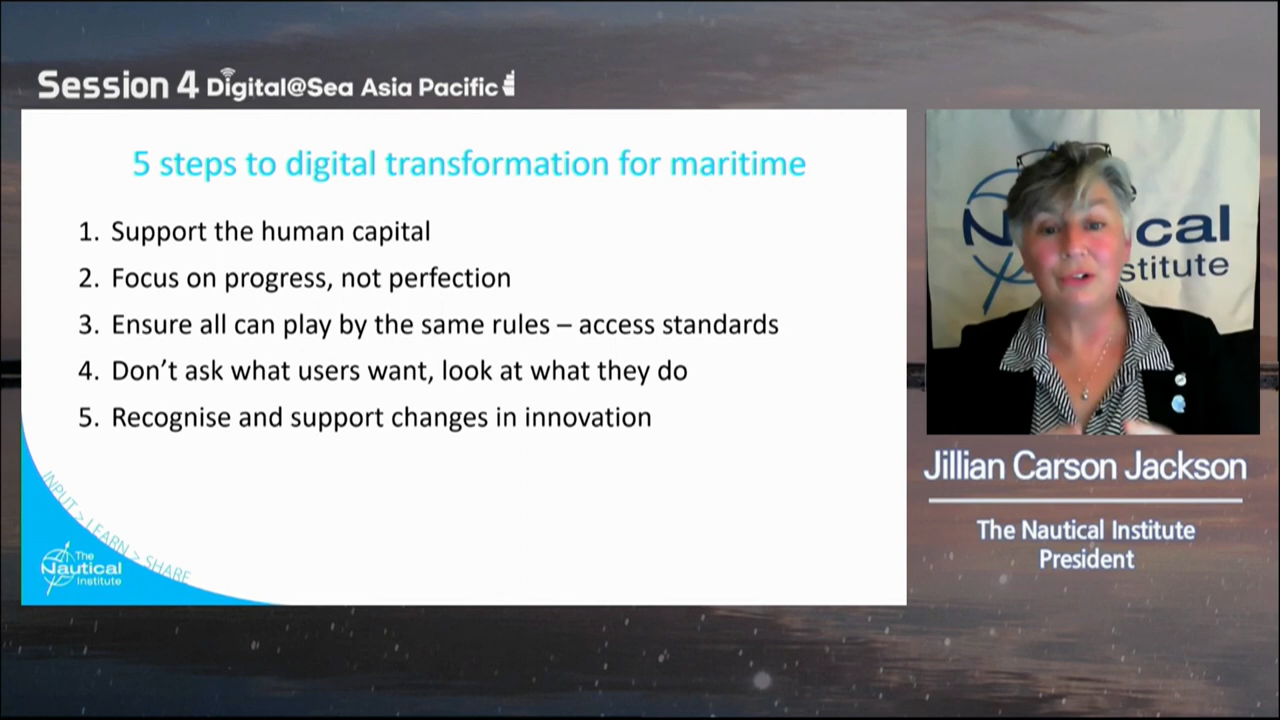 Session 4 Digital@Sea Asia Pacific
5 steps to digital transformation for maritime
1. Support the human capital
2. Focus on progress, not perfection
3. Ensure all can play by the same rules – access standards
4. Don't ask what users want, look at what they do
5. Recognise and support changes in innovation
INPUT > LEARN > SHARE
The
Nautical
Institute
cal
stitute
Jillian Carson Jackson
The Nautical Institute
President